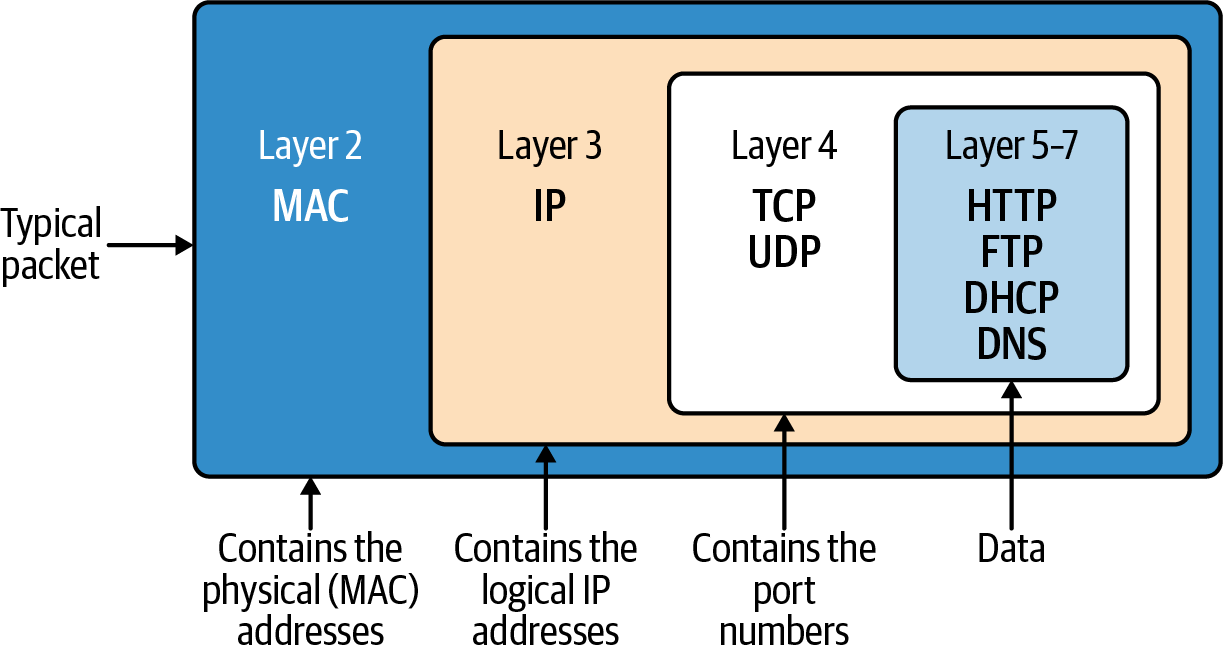 Layer 2
MAC
Layer 3
IP
Layer 4
TCP
UDP
Layer 5–7
HTTP
FTP
DHCP
DNS
Typical
packet
Contains the
physical (MAC)
addresses
Contains the
logical IP
addresses
Contains the
port
numbers
Data